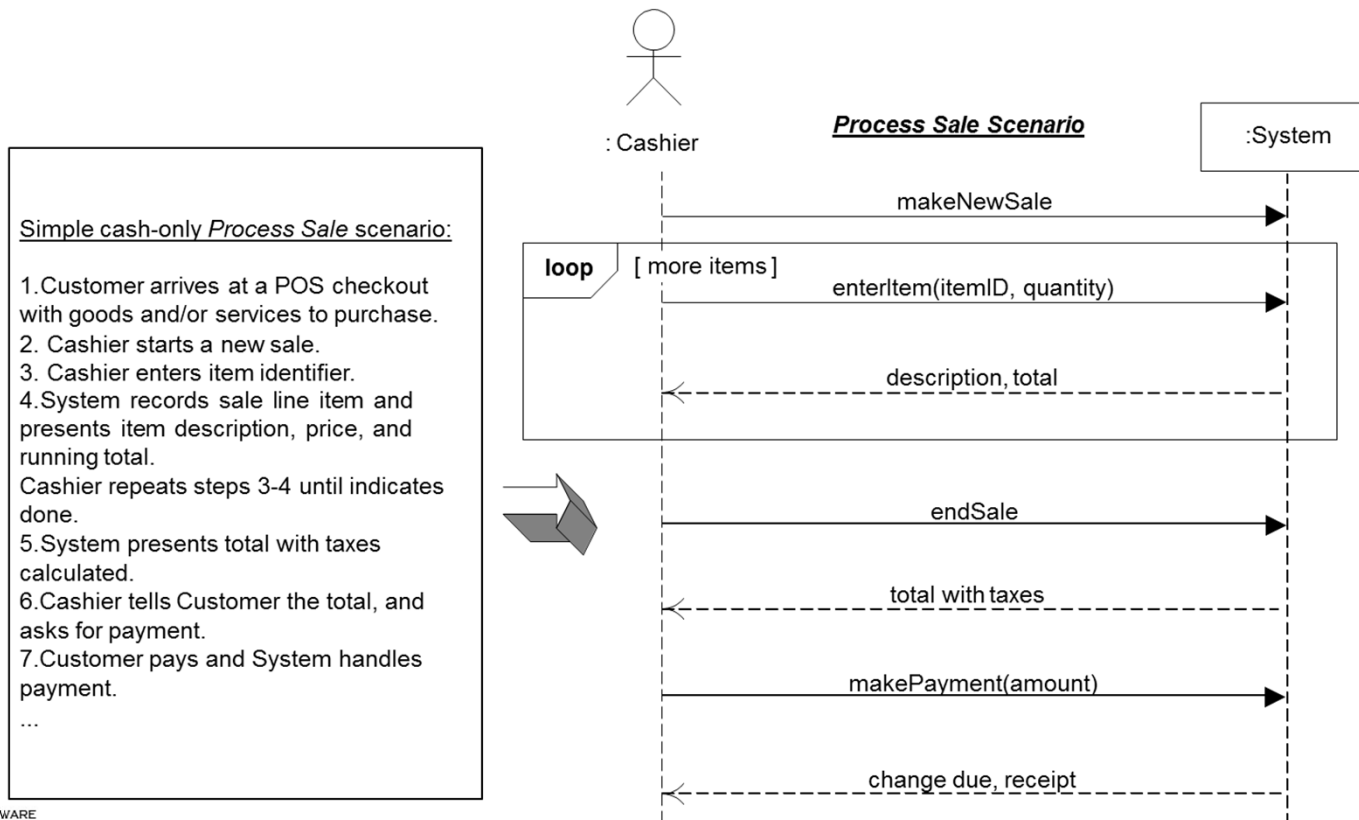 : Cashier
Process Sale Scenario
:System
Simple cash-only Process Sale scenario:
1.Customer arrives at a POS checkout
with goods and/or services to purchase.
2. Cashier starts a new sale.
3. Cashier enters item identifier.
4.System records sale line item and
presents item description, price, and
running total.
Cashier repeats steps 3-4 until indicates
done.
5.System presents total with taxes
calculated.
6.Cashier tells Customer the total, and
asks for payment.
7.Customer pays and System handles
payment.
...
makeNewSale
loop
[ more items ]
enterItem(itemID, quantity)
description, total
endSale
total with taxes
makePayment(amount)
change due, receipt
WARE